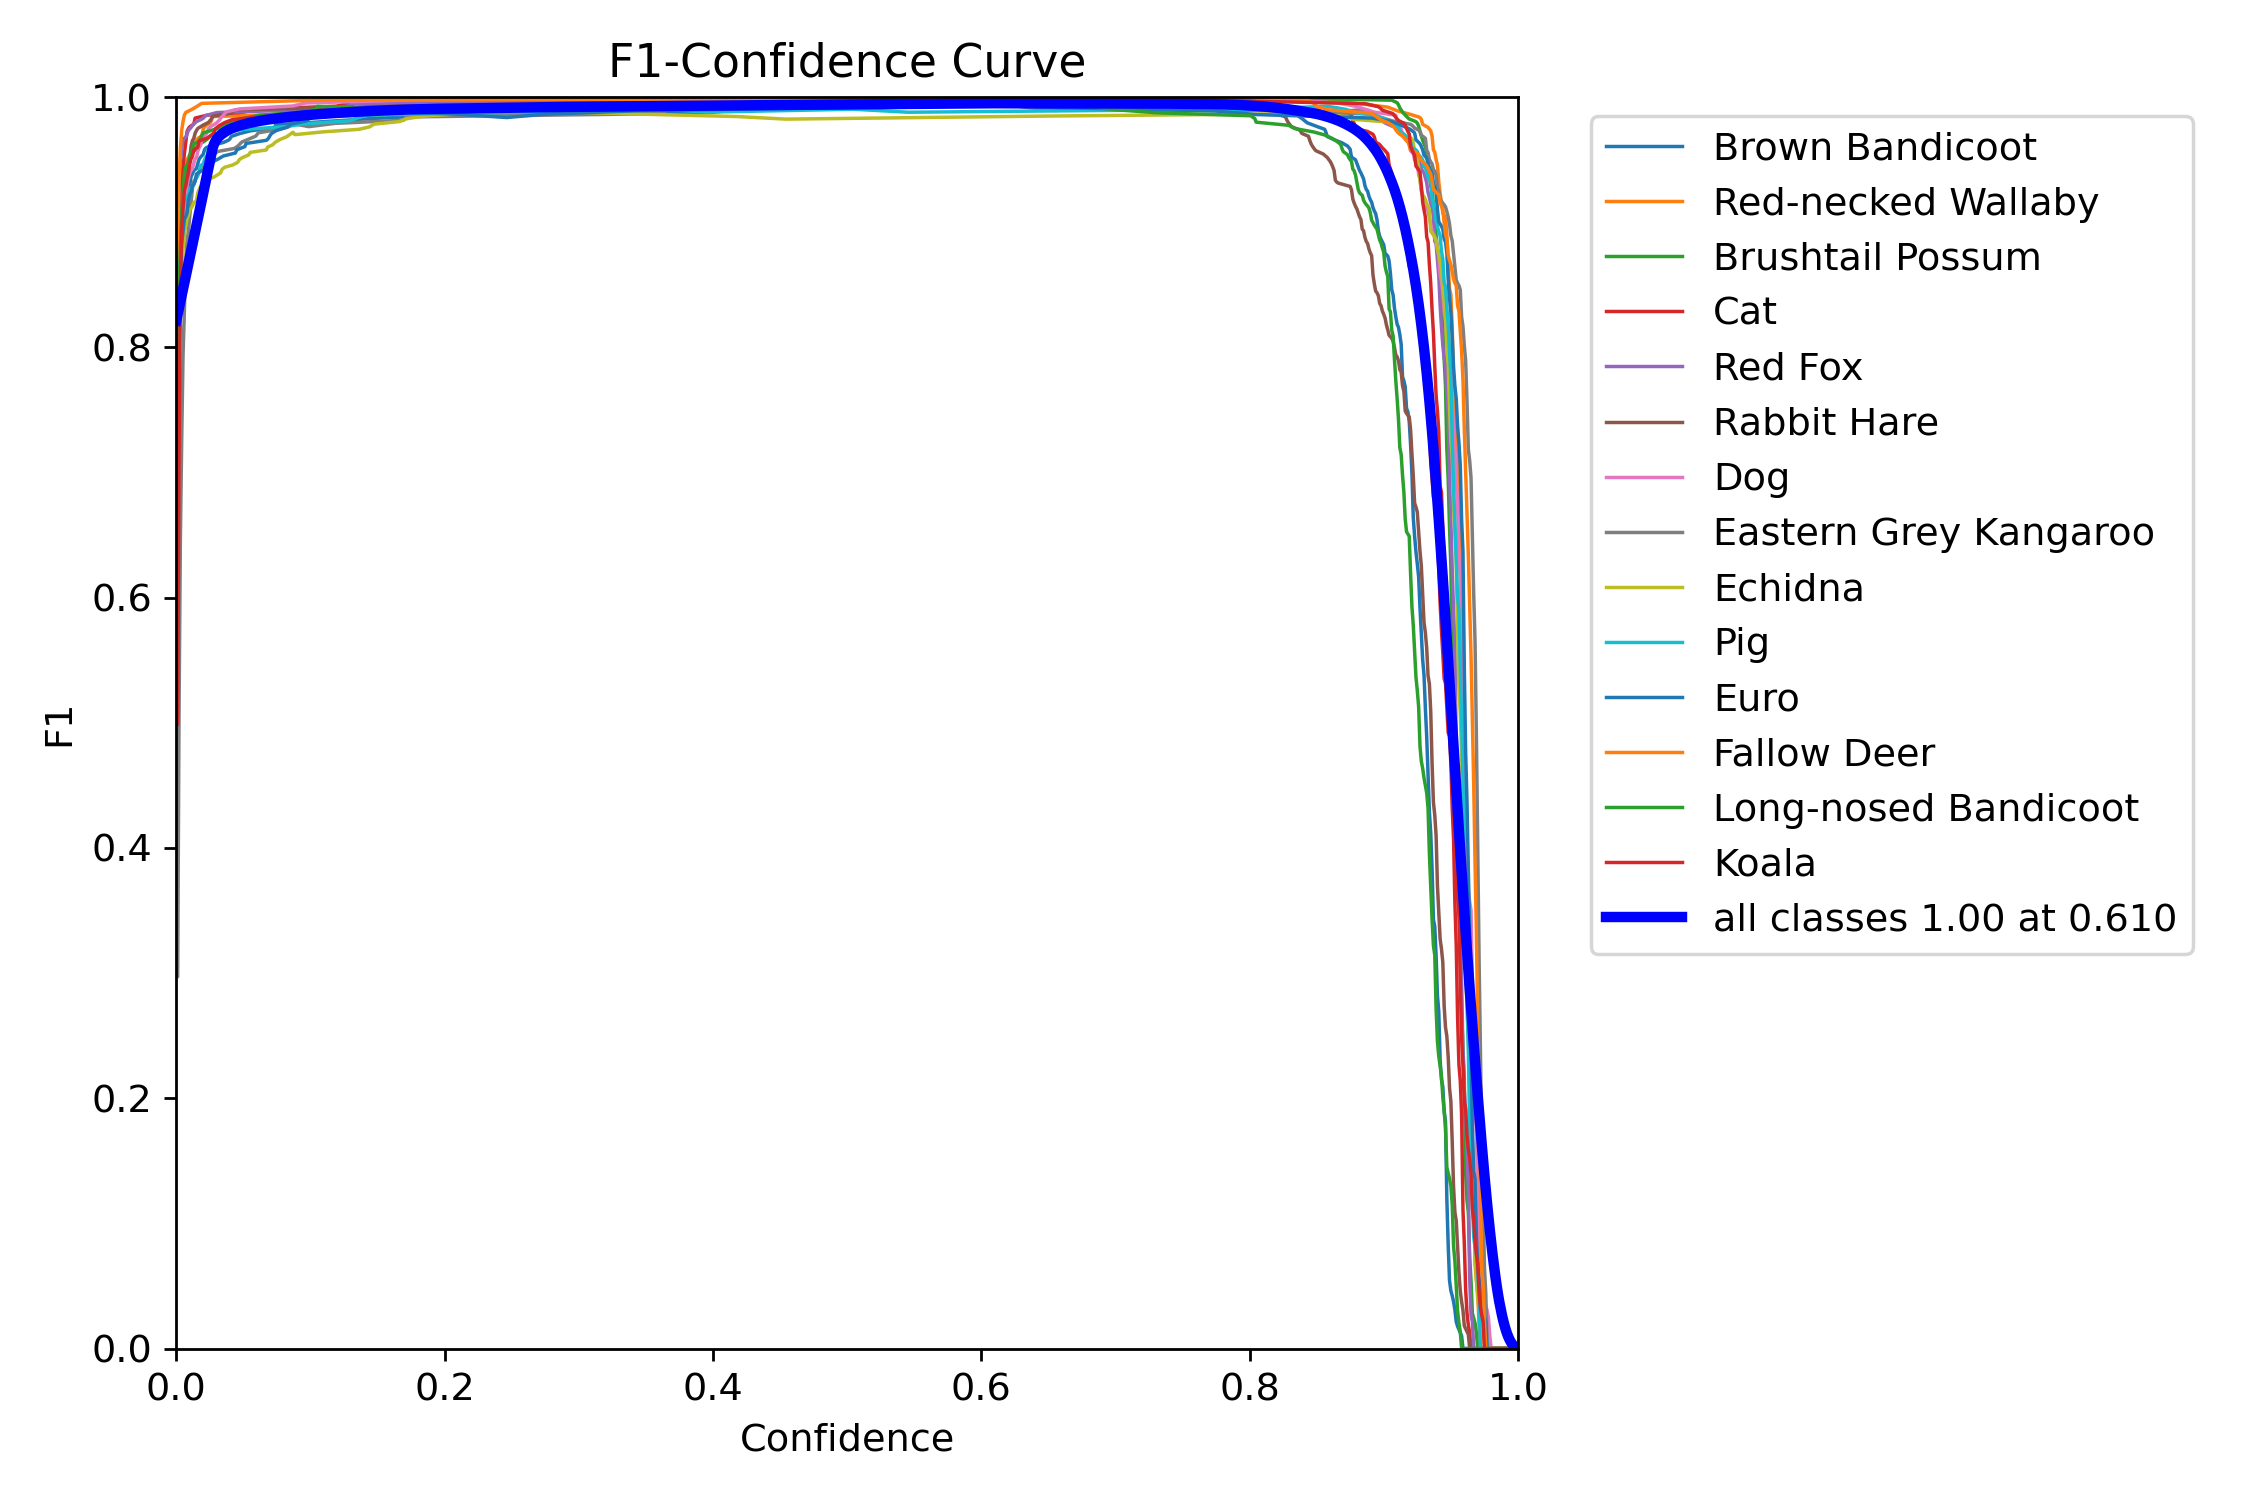 F1-Confidence Curve
1.0
0.8
0.6
0.4
0.2
0.0
F1
0.0 0.2 0.4 0.6 0.8 1.0
Confidence
Brown Bandicoot
Red-necked Wallaby
Brushtail Possum
Cat
Red Fox
Rabbit Hare
Dog
Eastern Grey Kangaroo
Echidna
Pig
Euro
Fallow Deer
Long-nosed Bandicoot
Koala
all classes 1.00 at 0.610